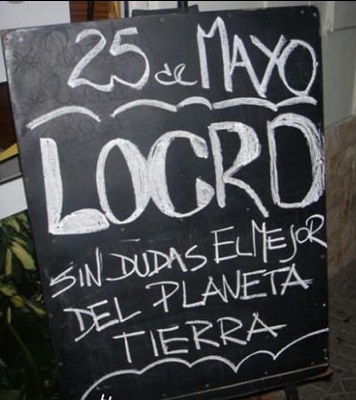 25 de MAYO
LOCRO
SIN DUDAS EL MEJOR
DEL PLANETA
TIERRA